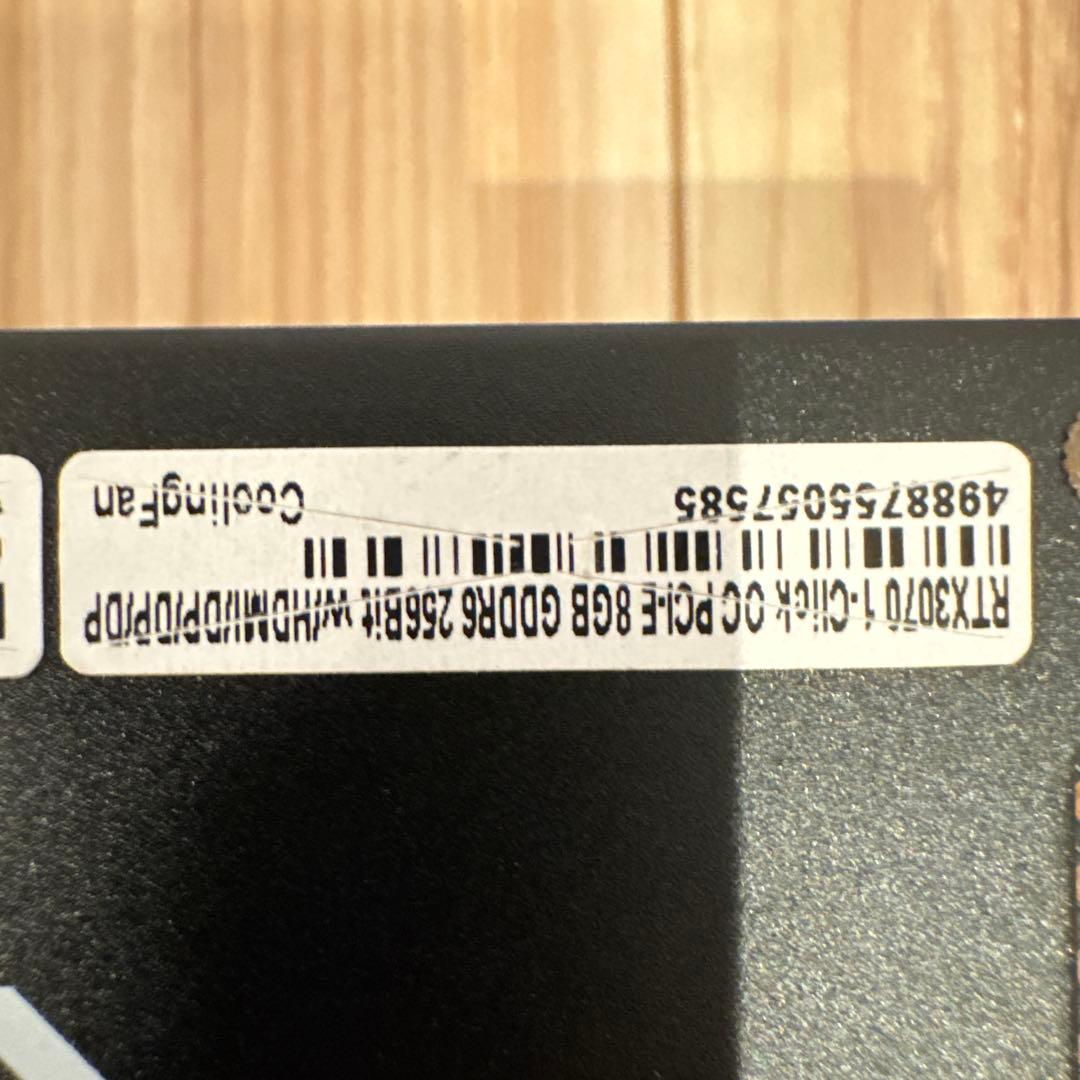 RTX3070 1-Click OC PCI-E 8GB GDDR6 256Bit w/HDMI/DP/DP/DP
4988755057585
CoolingFan